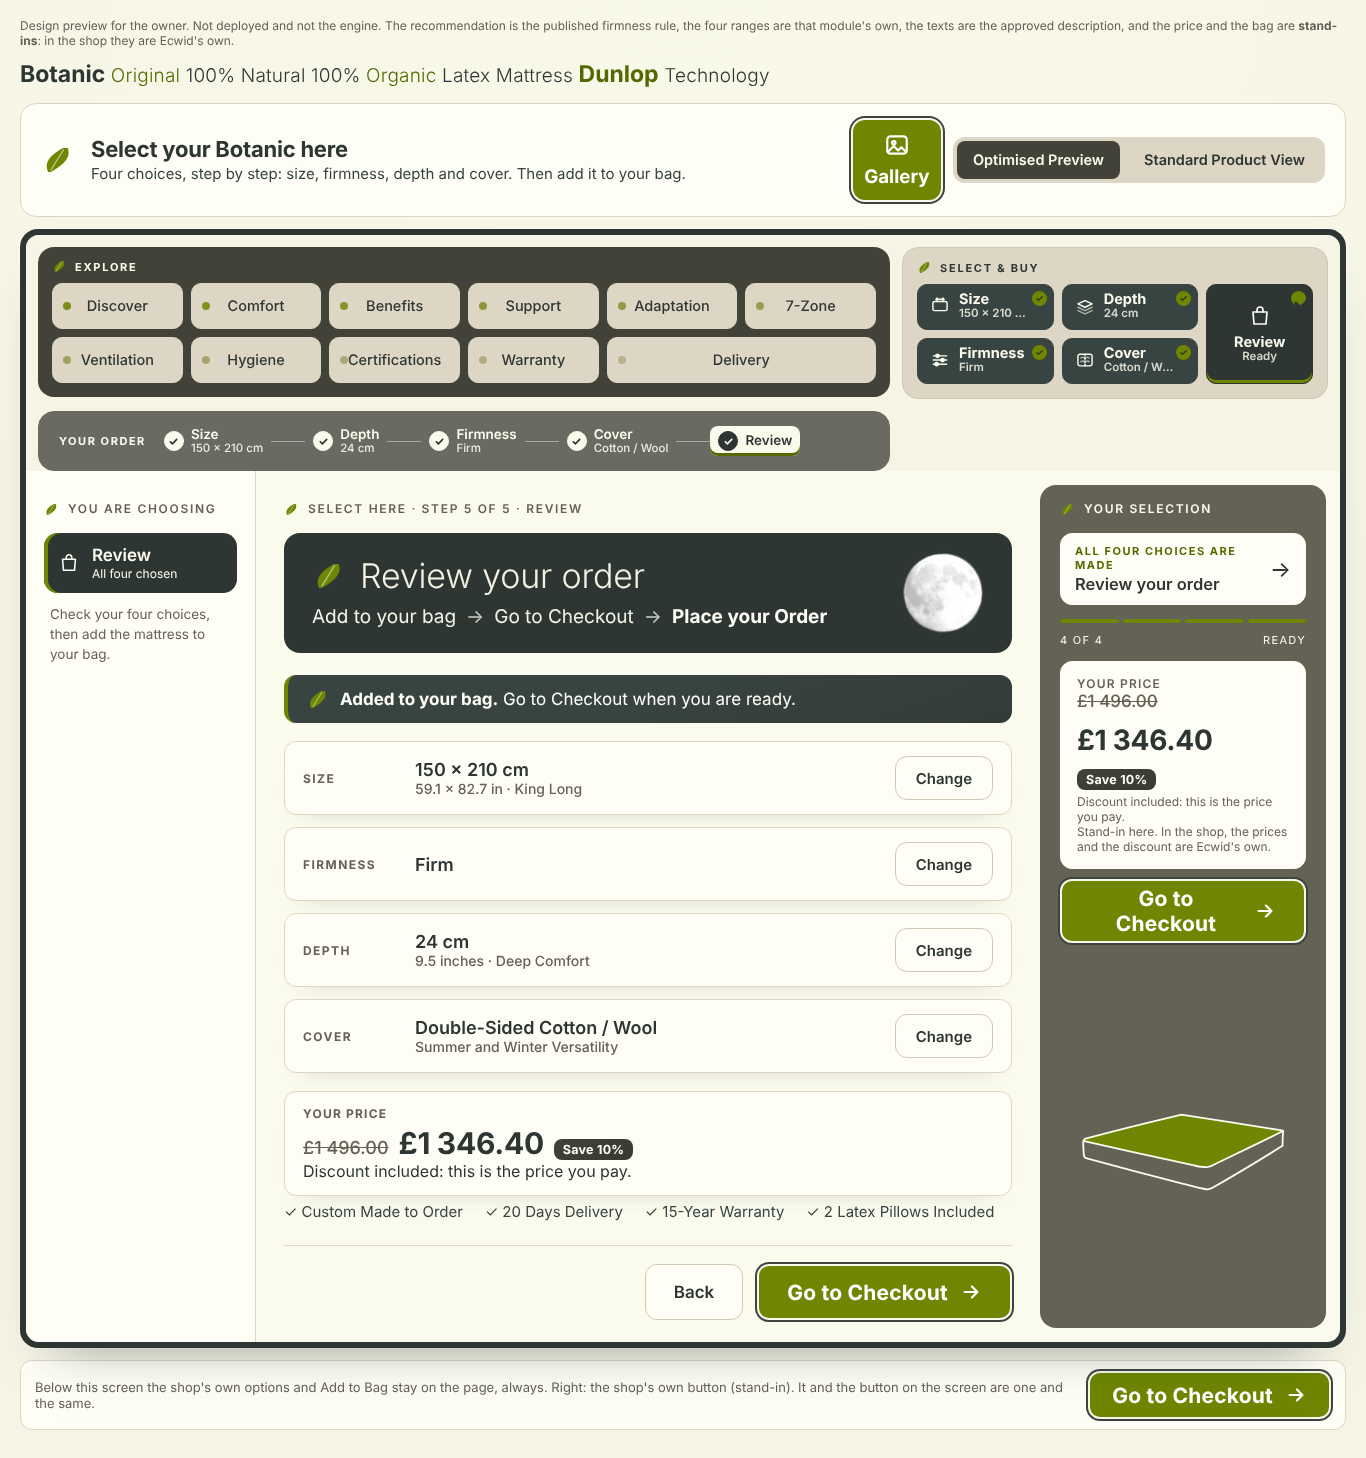 Design preview for the owner. Not deployed and not the engine. The recommendation is the published firmness rule, the four ranges are that module's own, the texts are the approved description, and the price and the bag are stand-
ins: in the shop they are Ecwid's own.
Botanic Original 100% Natural 100% Organic Latex Mattress Dunlop Technology
Select your Botanic here
Four choices, step by step: size, firmness, depth and cover. Then add it to your bag.
Gallery
Optimised Preview
Standard Product View
EXPLORE
Discover
Comfort
Benefits
Support
Adaptation
7-Zone
Ventilation
Hygiene
Certifications
Warranty
Delivery
SELECT & BUY
Size
150 × 210 ...
Depth
24 cm
Firmness
Firm
Cover
Cotton / W...
Review
Ready
YOUR ORDER
Size
150 × 210 cm
Depth
24 cm
Firmness
Firm
Cover
Cotton / Wool
Review
YOU ARE CHOOSING
Review
All four chosen
Check your four choices,
then add the mattress to
your bag.
SELECT HERE · STEP 5 OF 5 · REVIEW
Review your order
Add to your bag → Go to Checkout → Place your Order
Added to your bag. Go to Checkout when you are ready.
SIZE
150 × 210 cm
59.1 × 82.7 in · King Long
Change
FIRMNESS
Firm
Change
DEPTH
24 cm
9.5 inches · Deep Comfort
Change
COVER
Double-Sided Cotton / Wool
Summer and Winter Versatility
Change
YOUR PRICE
£1 496.00 £1 346.40 Save 10%
Discount included: this is the price you pay.
✓ Custom Made to Order ✓ 20 Days Delivery ✓ 15-Year Warranty ✓ 2 Latex Pillows Included
Back
Go to Checkout →
YOUR SELECTION
ALL FOUR CHOICES ARE
MADE
Review your order →
4 OF 4
READY
YOUR PRICE
£1 496.00
£1 346.40
Save 10%
Discount included: this is the price
you pay.
Stand-in here. In the shop, the prices
and the discount are Ecwid's own.
Go to
Checkout →
Below this screen the shop's own options and Add to Bag stay on the page, always. Right: the shop's own button (stand-in). It and the button on the screen are one and
the same.
Go to Checkout →